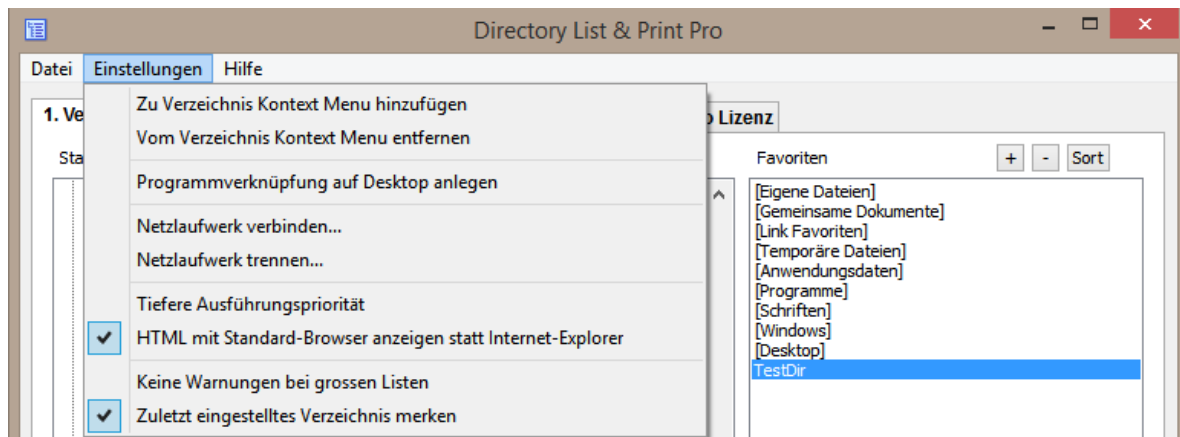 Directory List & Print Pro
Datei Einstellungen Hilfe
Zu Verzeichnis Kontext Menu hinzufügen
Vom Verzeichnis Kontext Menu entfernen
Programmverknüpfung auf Desktop anlegen
Netzlaufwerk verbinden...
Netzlaufwerk trennen...
Tiefere Ausführungspriorität
HTML mit Standard-Browser anzeigen statt Internet-Explorer
Keine Warnungen bei grossen Listen
Zuletzt eingestelltes Verzeichnis merken
1. Ve
Sta
o Lizenz
Favoriten + - Sort
[Eigene Dateien]
[Gemeinsame Dokumente]
[Link Favoriten]
[Temporäre Dateien]
[Anwendungsdaten]
[Programme]
[Schriften]
[Windows]
[Desktop]
TestDir